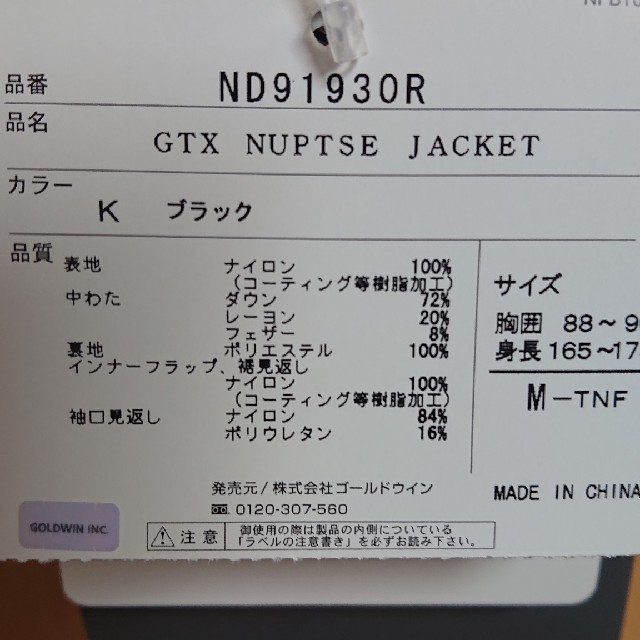 品番 ND91930R
品名
GTX NUPTSE JACKET
カラー
K ブラック
品質 表地 ナイロン 100%
(コーティング等樹脂加工)
中わた ダウン 72%
レーヨン 20%
フェザー 8%
裏地 ポリエステル 100%
インナーフラップ、裾見返し
ナイロン 100%
(コーティング等樹脂加工)
袖口見返し ナイロン 84%
ポリウレタン 16%
サイズ
胸囲 88～9
身長 165～17
M－TNF
発売元/株式会社ゴールドウイン
0120-307-560
MADE IN CHINA
GOLDWIN INC.
注意 御使用の際は製品の内側についている
「ラベルの注意書き」を必ずお読み下さい。